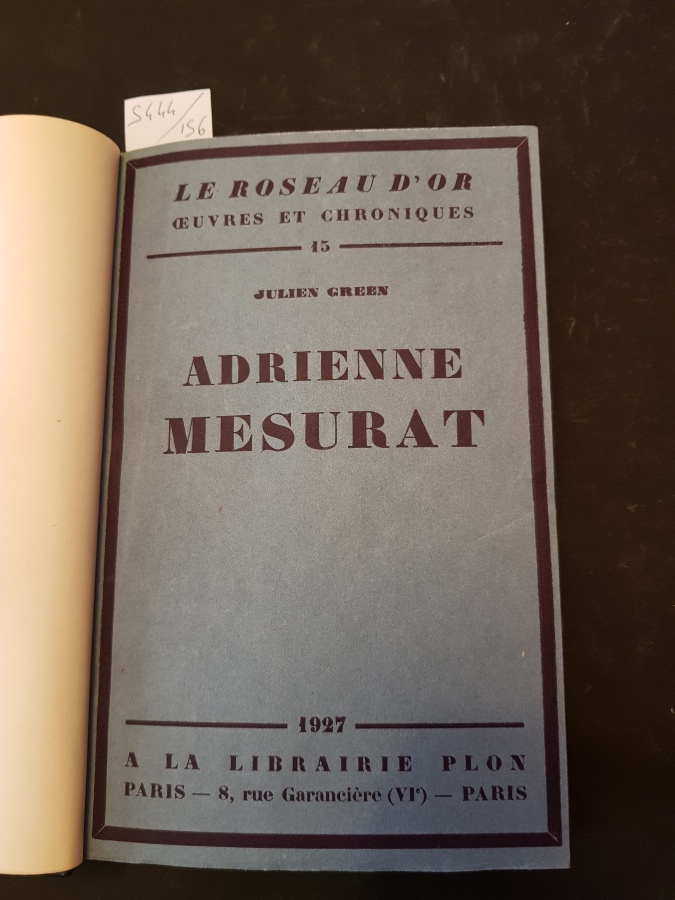 S444/156
LE ROSEAU D'OR
ŒUVRES ET CHRONIQUES
15
JULIEN GREEN
ADRIENNE
MESURAT
1927
A LA LIBRAIRIE PLON
PARIS — 8, rue Garancière (VIe) — PARIS